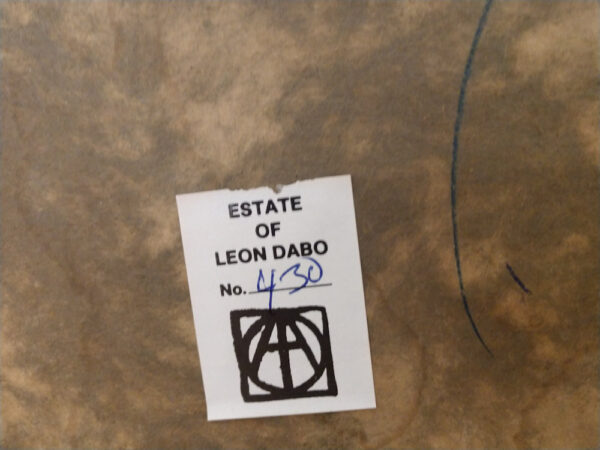 ESTATE
OF
LEON DABO
No. 430